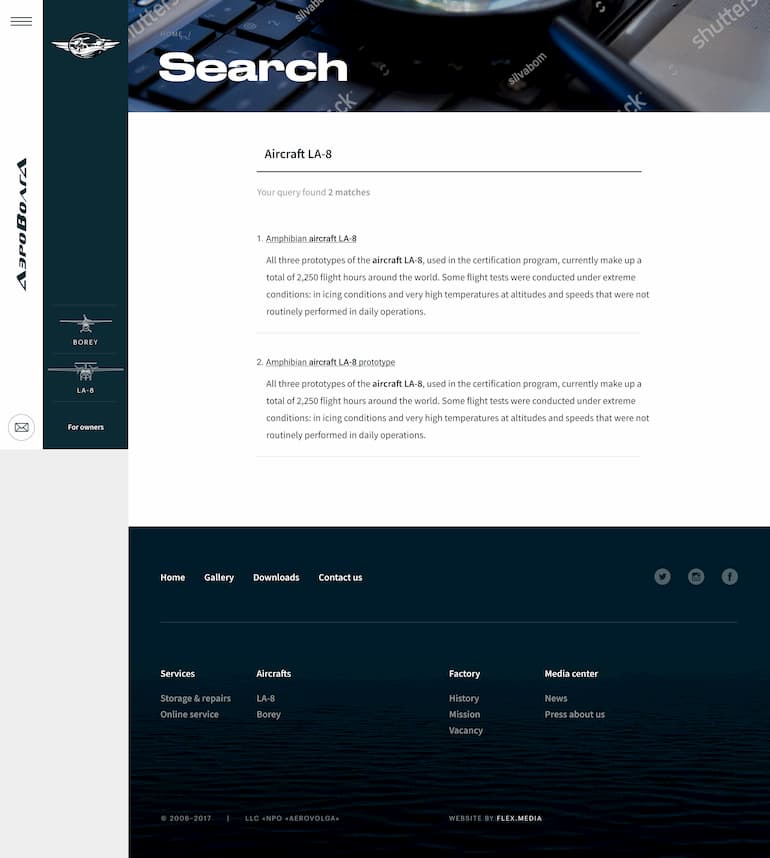 shutters
silvabom
shutters
HOME /
Search
silvabom
ck
ck
АэроВолга
Aircraft LA-8
Your query found 2 matches
1. Amphibian aircraft LA-8
All three prototypes of the aircraft LA-8, used in the certification program, currently make up a
total of 2,250 flight hours around the world. Some flight tests were conducted under extreme
conditions: in icing conditions and very high temperatures at altitudes and speeds that were not
routinely performed in daily operations.
2. Amphibian aircraft LA-8 prototype
All three prototypes of the aircraft LA-8, used in the certification program, currently make up a
total of 2,250 flight hours around the world. Some flight tests were conducted under extreme
conditions: in icing conditions and very high temperatures at altitudes and speeds that were not
routinely performed in daily operations.
BOREY
LA-8
For owners
Home Gallery Downloads Contact us
Services Aircrafts Factory Media center
Storage & repairs LA-8 History News
Online service Borey Mission Press about us
Vacancy
© 2006-2017 | LLC «NPO «AEROVOLGA» WEBSITE BY FLEX.MEDIA